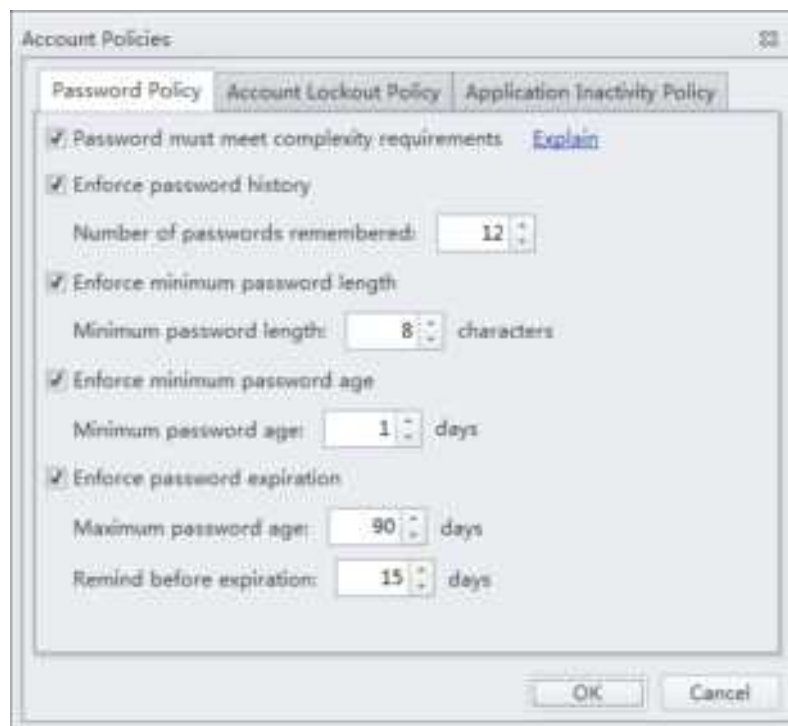 Account Policies
Password Policy Account Lockout Policy Application Inactivity Policy
Password must meet complexity requirements Explain
Enforce password history
Number of passwords remembered: 12
Enforce minimum password length
Minimum password length: 8 characters
Enforce minimum password age
Minimum password age: 1 days
Enforce password expiration
Maximum password age: 90 days
Remind before expiration: 15 days
OK Cancel